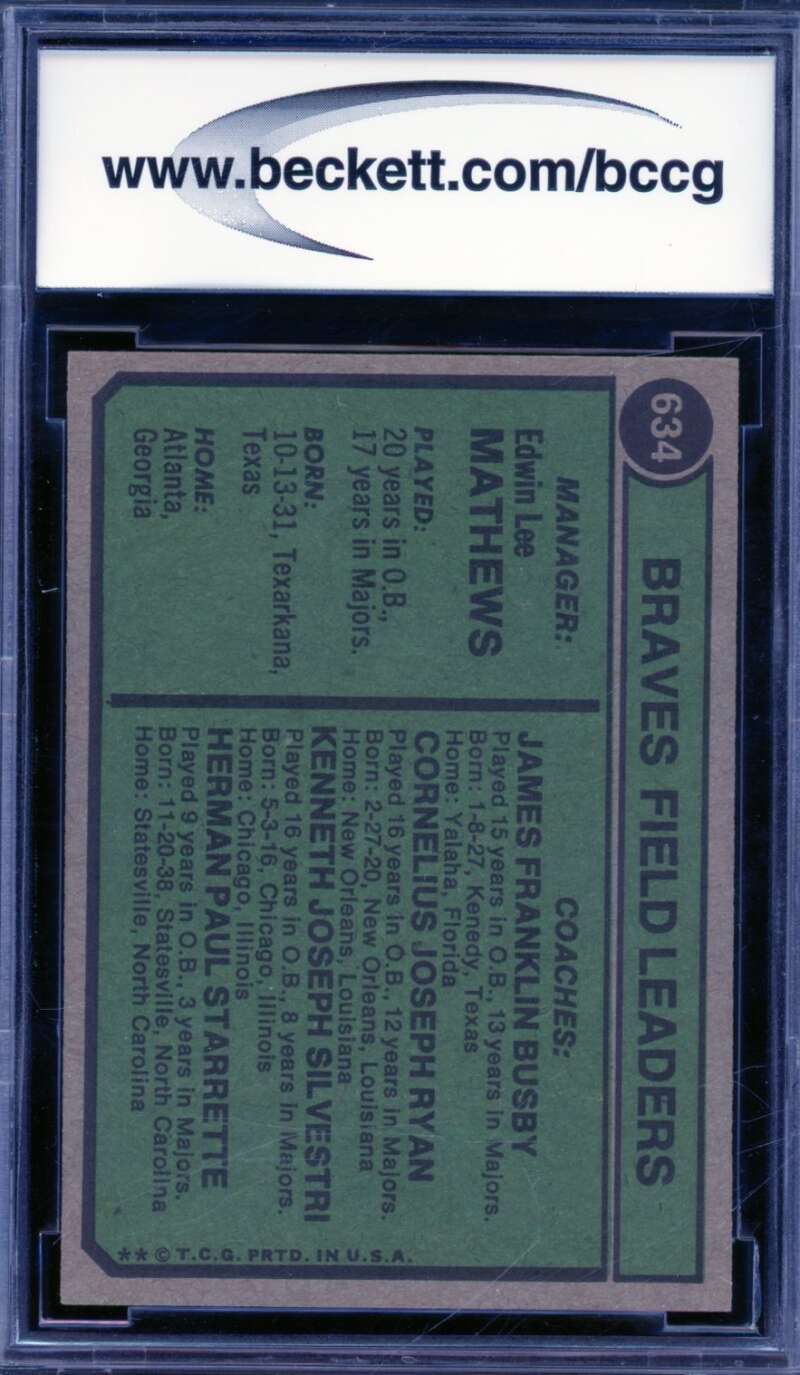 www.beckett.com/bccg
634
BRAVES FIELD LEADERS
MANAGER:
Edwin Lee
MATHEWS
PLAYED:
20 years in O.B.,
17 years in Majors.
BORN:
10-13-31, Texarkana,
Texas
HOME:
Atlanta,
Georgia
COACHES:
JAMES FRANKLIN BUSBY
Played 15 years in O.B., 13 years in Majors.
Born: 1-8-27, Kenedy, Texas
Home: Yalaha, Florida
CORNELIUS JOSEPH RYAN
Played 16 years in O.B., 12 years in Majors.
Born: 2-27-20, New Orleans, Louisiana
Home: New Orleans, Louisiana
KENNETH JOSEPH SILVESTRI
Played 16 years in O.B., 8 years in Majors.
Born: 5-3-16, Chicago, Illinois
Home: Chicago, Illinois
HERMAN PAUL STARRETTE
Played 9 years in O.B., 3 years in Majors.
Born: 11-20-38, Statesville, North Carolina
Home: Statesville, North Carolina
** © T.C.G. PRTD. IN U.S.A.